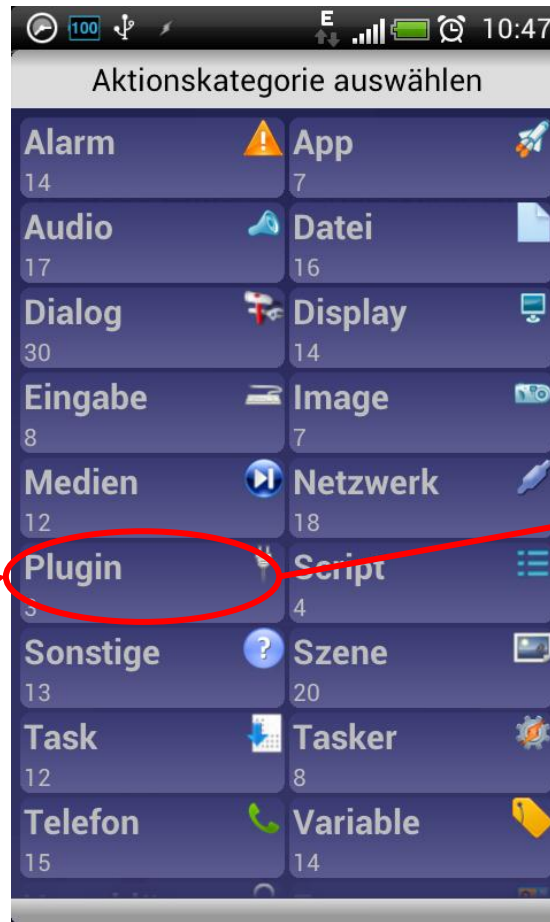 100 E 10:47
Aktionskategorie auswählen
Alarm App
14 7
Audio Datei
17 16
Dialog Display
30 14
Eingabe Image
8 7
Medien Netzwerk
12 18
Plugin Script
3 4
Sonstige Szene
13 20
Task Tasker
12 8
Telefon Variable
15 14